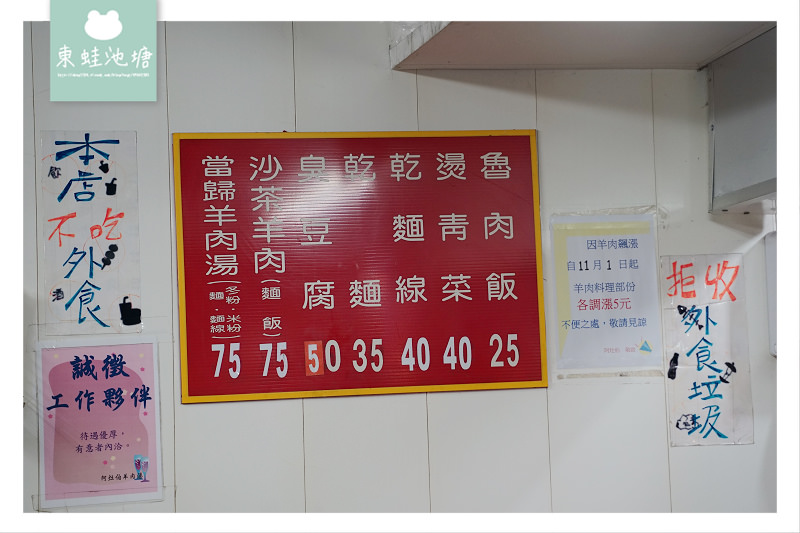 東蛙池塘
本店
不吃
外食
酒
誠徵
工作夥伴
待遇優厚，
有意者內洽。
魯肉飯 25
燙青菜 40
乾麵線 40
乾麵 35
臭豆腐 50
沙茶羊肉(麵飯) 75
當歸羊肉湯(冬粉·米粉麵·麵線) 75
因羊肉飆漲
自11月1日起
羊肉料理部份
各調漲5元
不便之處，敬請見諒
拒收
外食垃圾